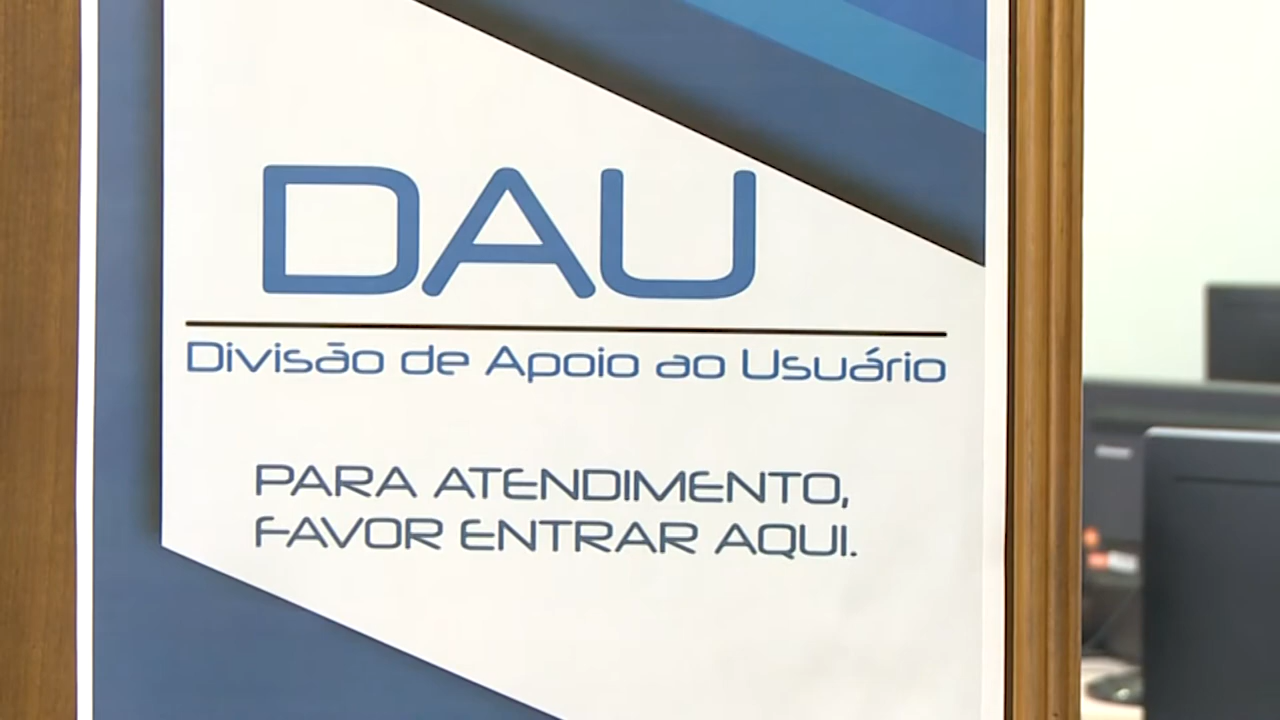 DAU
Divisão de Apoio ao Usuário
PARA ATENDIMENTO,
FAVOR ENTRAR AQUI.